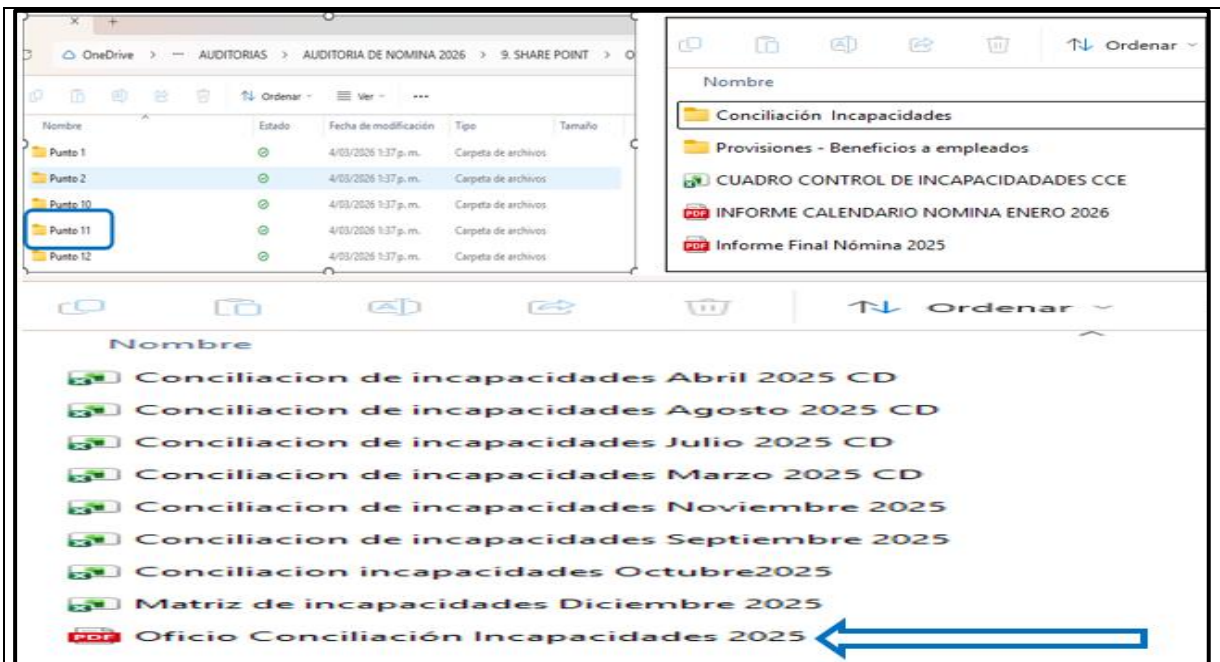 OneDrive > ... AUDITORIAS > AUDITORIA DE NOMINA 2026 > 9. SHARE POINT > O
Ordenar Ver ...
Nombre Estado Fecha de modificación Tipo Tamaño
Punto 1 4/03/2026 1:37 p. m. Carpeta de archivos
Punto 2 4/03/2026 1:37 p. m. Carpeta de archivos
Punto 10 4/03/2026 1:37 p. m. Carpeta de archivos
Punto 11 4/03/2026 1:37 p. m. Carpeta de archivos
Punto 12 4/03/2026 1:37 p. m. Carpeta de archivos
Ordenar
Nombre
Conciliación Incapacidades
Provisiones - Beneficios a empleados
CUADRO CONTROL DE INCAPACIDADADES CCE
PDF INFORME CALENDARIO NOMINA ENERO 2026
PDF Informe Final Nómina 2025
Ordenar
Nombre
Conciliacion de incapacidades Abril 2025 CD
Conciliacion de incapacidades Agosto 2025 CD
Conciliacion de incapacidades Julio 2025 CD
Conciliacion de incapacidades Marzo 2025 CD
Conciliacion de incapacidades Noviembre 2025
Conciliacion de incapacidades Septiembre 2025
Conciliacion incapacidades Octubre2025
Matriz de incapacidades Diciembre 2025
PDF Oficio Conciliación Incapacidades 2025